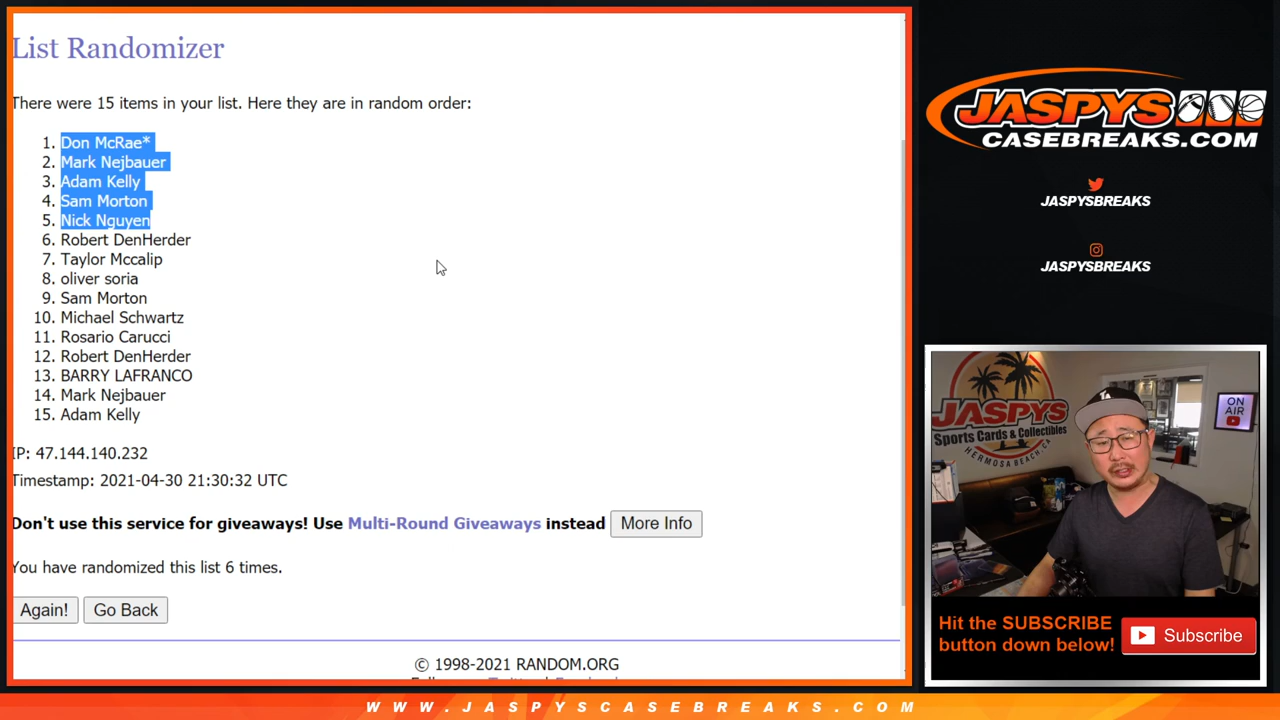 List Randomizer
There were 15 items in your list. Here they are in random order:
1. Don McRae*
2. Mark Nejbauer
3. Adam Kelly
4. Sam Morton
5. Nick Nguyen
6. Robert DenHerder
7. Taylor Mccalip
8. oliver soria
9. Sam Morton
10. Michael Schwartz
11. Rosario Carucci
12. Robert DenHerder
13. BARRY LAFRANCO
14. Mark Nejbauer
15. Adam Kelly
IP: 47.144.140.232
Timestamp: 2021-04-30 21:30:32 UTC
Don't use this service for giveaways! Use Multi-Round Giveaways instead More Info
You have randomized this list 6 times.
Again! Go Back
© 1998-2021 RANDOM.ORG
JASPYS
CASEBREAKS.COM
JASPYSBREAKS
JASPYSBREAKS
JASPYS
Sports Cards & Collectibles
HERMOSA BEACH, CA
ON
AIR
LA
Hit the SUBSCRIBE
button down below!
Subscribe
WWW.JASPYSCASEBREAKS.COM